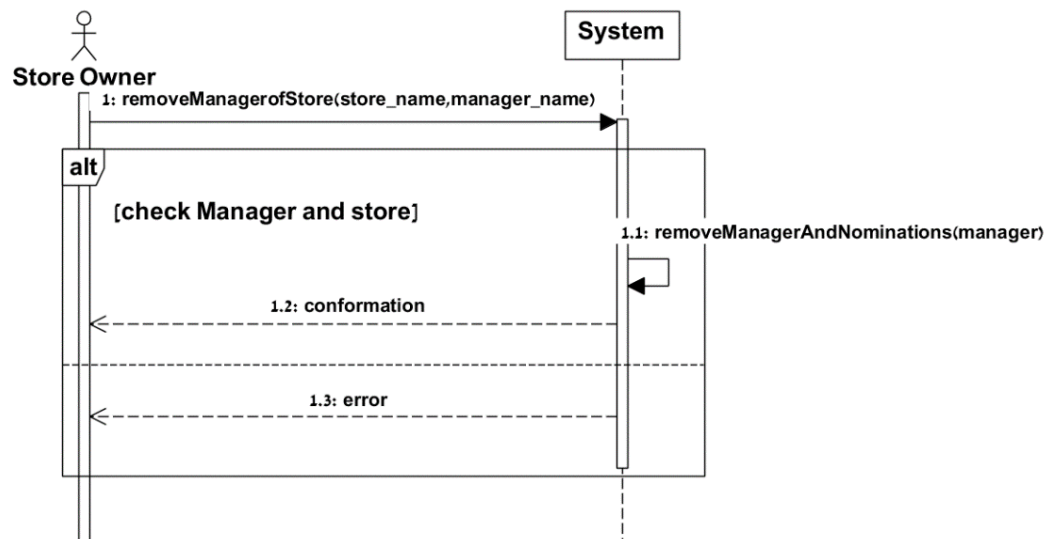 System
Store Owner
1: removeManagerofStore(store_name,manager_name)
alt
[check Manager and store]
1.1: removeManagerAndNominations(manager)
1.2: conformation
1.3: error